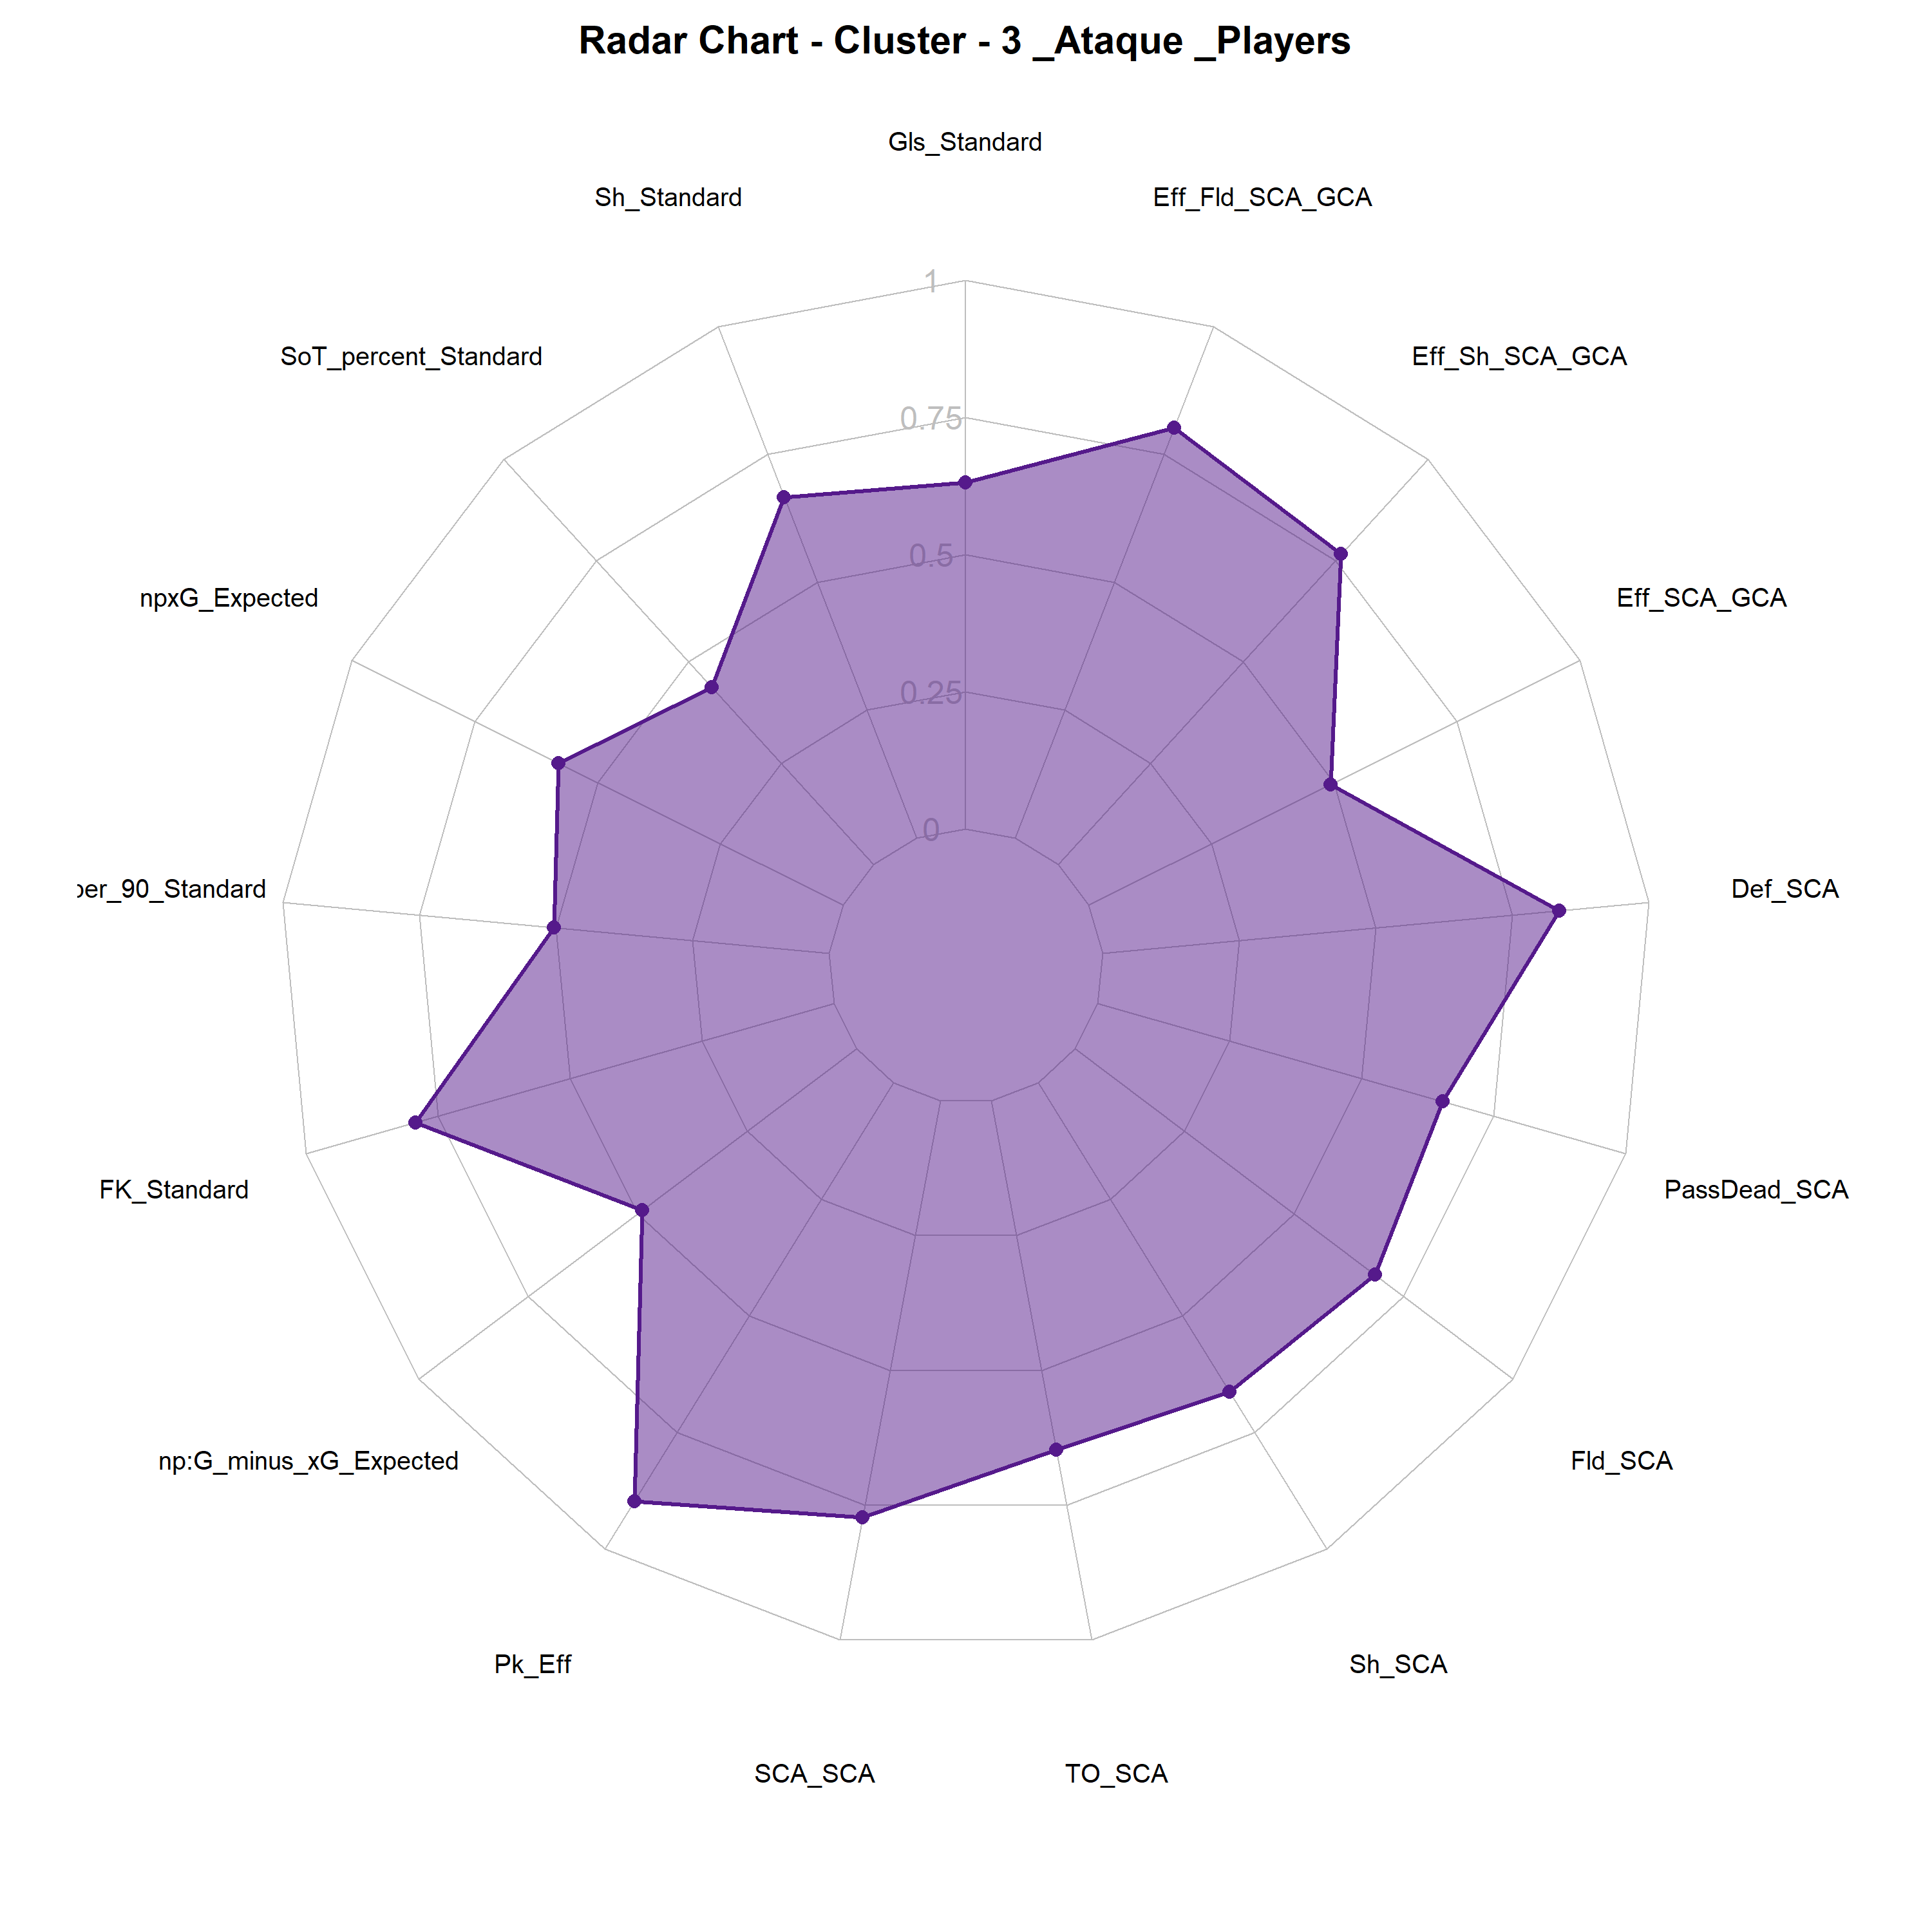 Radar Chart - Cluster - 3 _Ataque _Players
Gls_Standard
Sh_Standard
Eff_Fld_SCA_GCA
SoT_percent_Standard
Eff_Sh_SCA_GCA
npxG_Expected
Eff_SCA_GCA
per_90_Standard
Def_SCA
FK_Standard
PassDead_SCA
np:G_minus_xG_Expected
Fld_SCA
Pk_Eff
Sh_SCA
SCA_SCA
TO_SCA
1
0.75
0.5
0.25
0